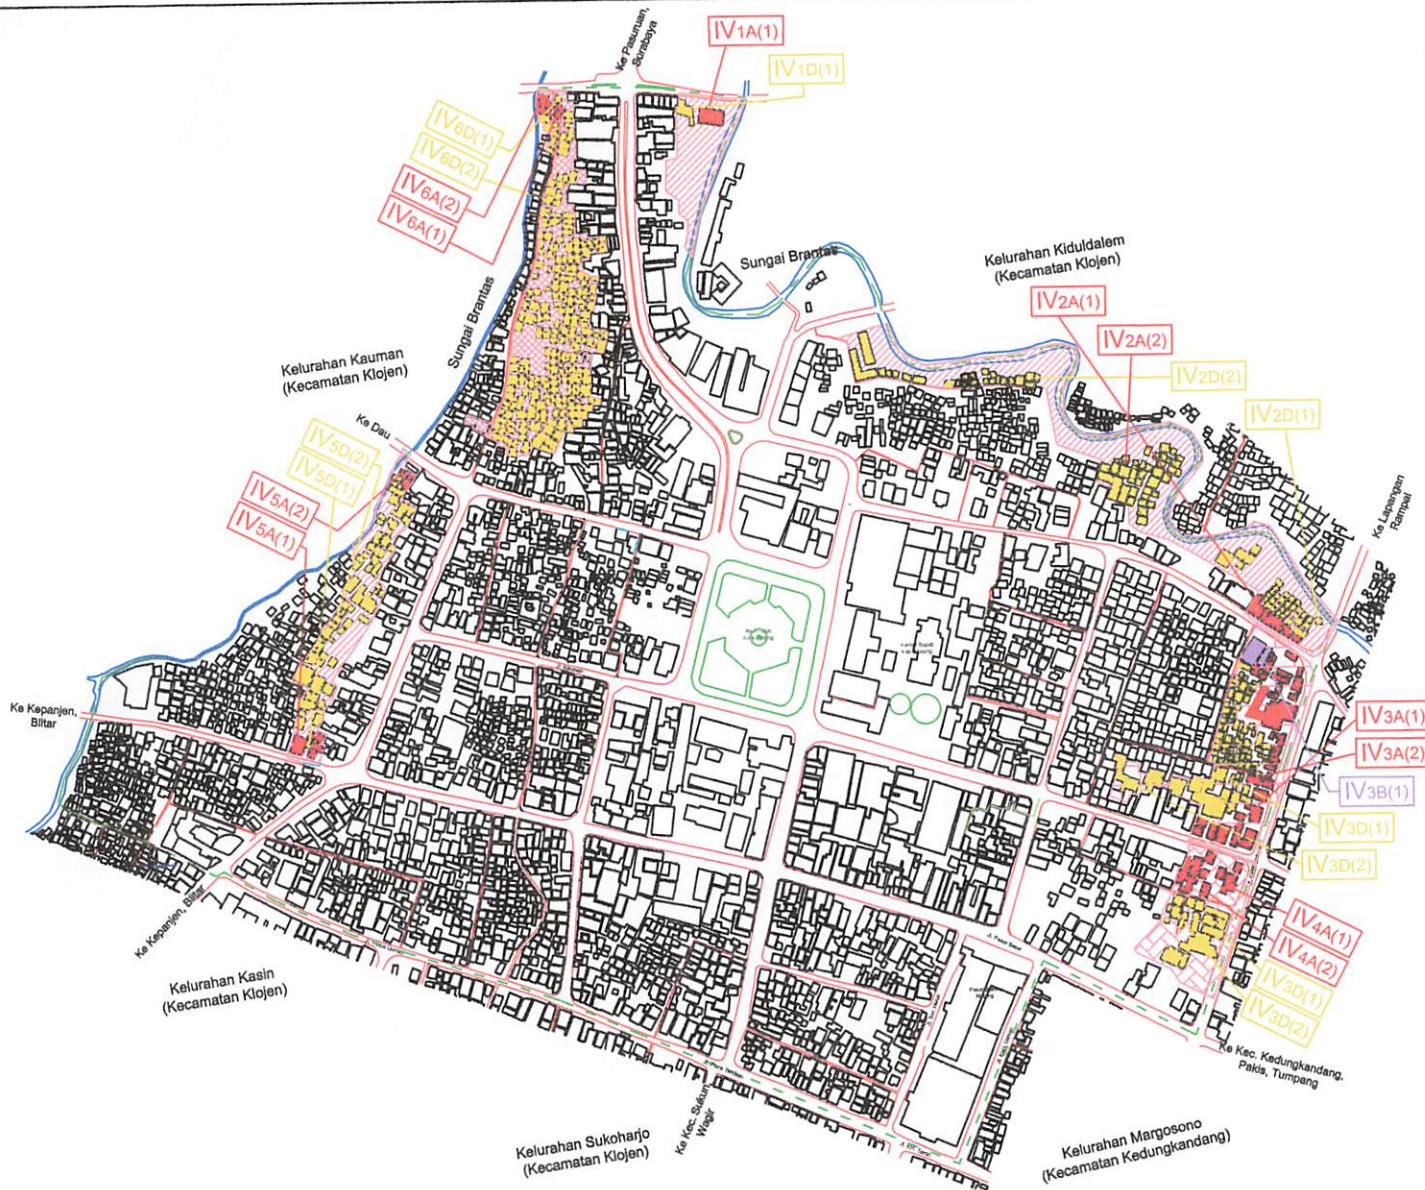 Ke Pasuruan,
Surabaya
IV1A(1)
IV1D(1)
IV6D(1)
IV6D(2)
IV6A(2)
IV6A(1)
Sungai Brantas
Kelurahan Kiduldalem
(Kecamatan Klojen)
IV2A(1)
IV2A(2)
IV2D(2)
IV2D(1)
Sungai Brantas
Kelurahan Kauman
(Kecamatan Klojen)
Ke Dau
IV5D(2)
IV5D(1)
IV5A(2)
IV5A(1)
Ke Lapangan
Rampal
Ke Kepanjen,
Blitar
IV3A(1)
IV3A(2)
IV3B(1)
IV3D(1)
IV3D(2)
IV4A(1)
IV4A(2)
IV3D(1)
IV3D(2)
Ke Kepanjen, Blitar
Kelurahan Kasin
(Kecamatan Klojen)
Jl. Pasar Besar
Ke Kec. Kedungkandang,
Pakis, Tumpang
Ke Kec. Sukun,
Wagir
Kelurahan Sukoharjo
(Kecamatan Klojen)
Kelurahan Margosono
(Kecamatan Kedungkandang)